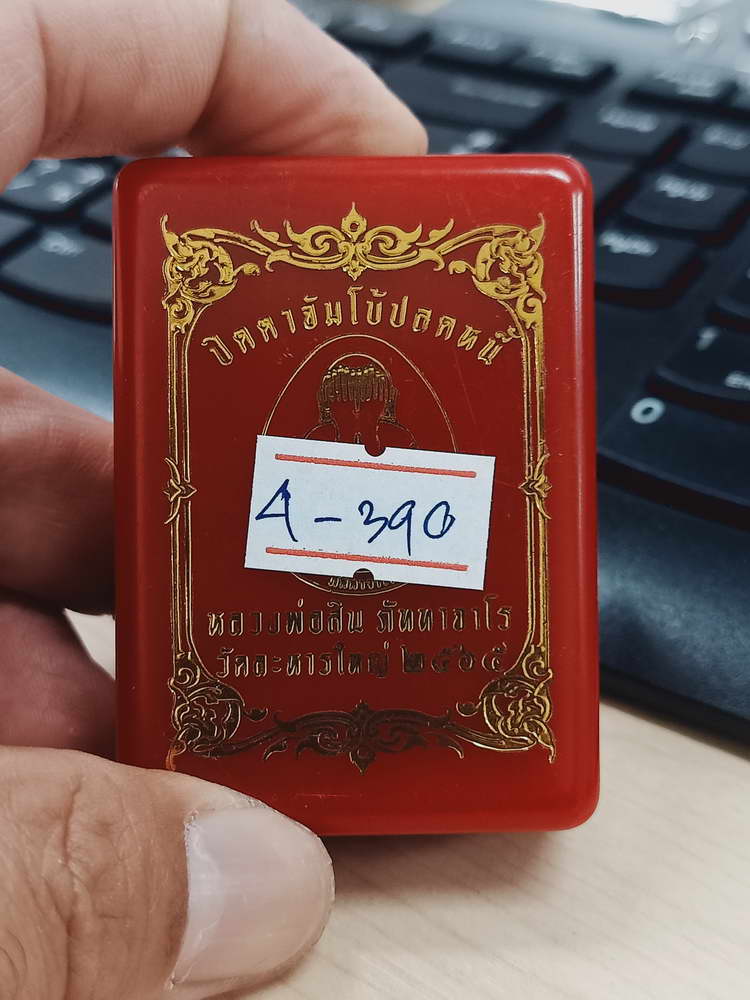 ปิดตาจัมโบ้ปลดหนี้
4-390
หลวงพ่อสิน ภัททาจาโร
วัดละหารใหญ่ ๒๕๖๕
0